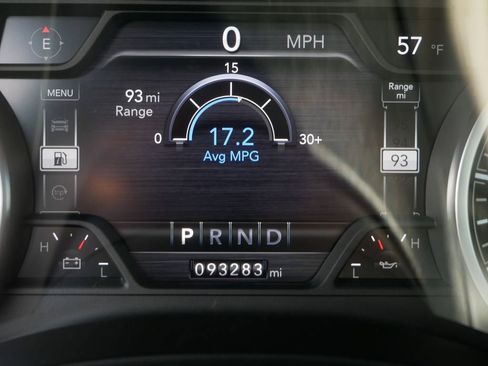 E
0 MPH
57 °F
MENU
15
93 mi
Range
0
30+
17.2
Avg MPG
Range
mi
93
P R N D
H
L
093283 mi
H
L